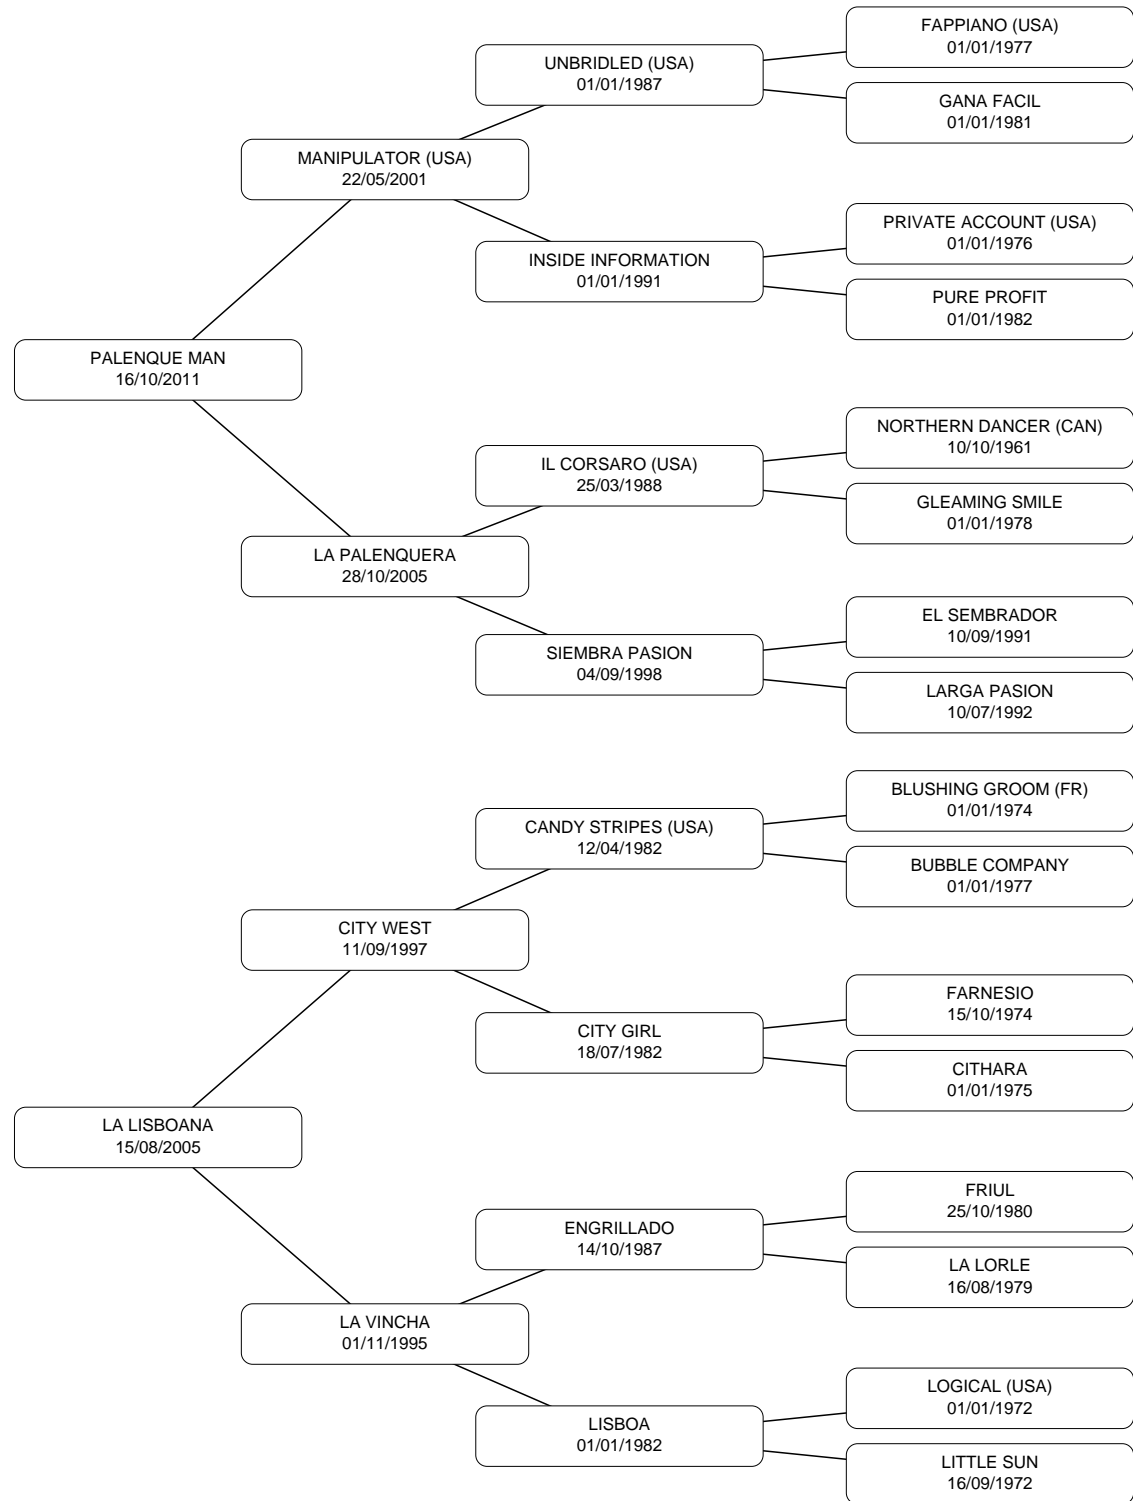 FAPPIANO (USA)
01/01/1977
UNBRIDLED (USA)
01/01/1987
GANA FACIL
01/01/1981
MANIPULATOR (USA)
22/05/2001
PRIVATE ACCOUNT (USA)
01/01/1976
INSIDE INFORMATION
01/01/1991
PURE PROFIT
01/01/1982
PALENQUE MAN
16/10/2011
NORTHERN DANCER (CAN)
10/10/1961
IL CORSARO (USA)
25/03/1988
GLEAMING SMILE
01/01/1978
LA PALENQUERA
28/10/2005
EL SEMBRADOR
10/09/1991
SIEMBRA PASION
04/09/1998
LARGA PASION
10/07/1992
BLUSHING GROOM (FR)
01/01/1974
CANDY STRIPES (USA)
12/04/1982
BUBBLE COMPANY
01/01/1977
CITY WEST
11/09/1997
FARNESIO
15/10/1974
CITY GIRL
18/07/1982
CITHARA
01/01/1975
LA LISBOANA
15/08/2005
FRIUL
25/10/1980
ENGRILLADO
14/10/1987
LA LORLE
16/08/1979
LA VINCHA
01/11/1995
LOGICAL (USA)
01/01/1972
LISBOA
01/01/1982
LITTLE SUN
16/09/1972